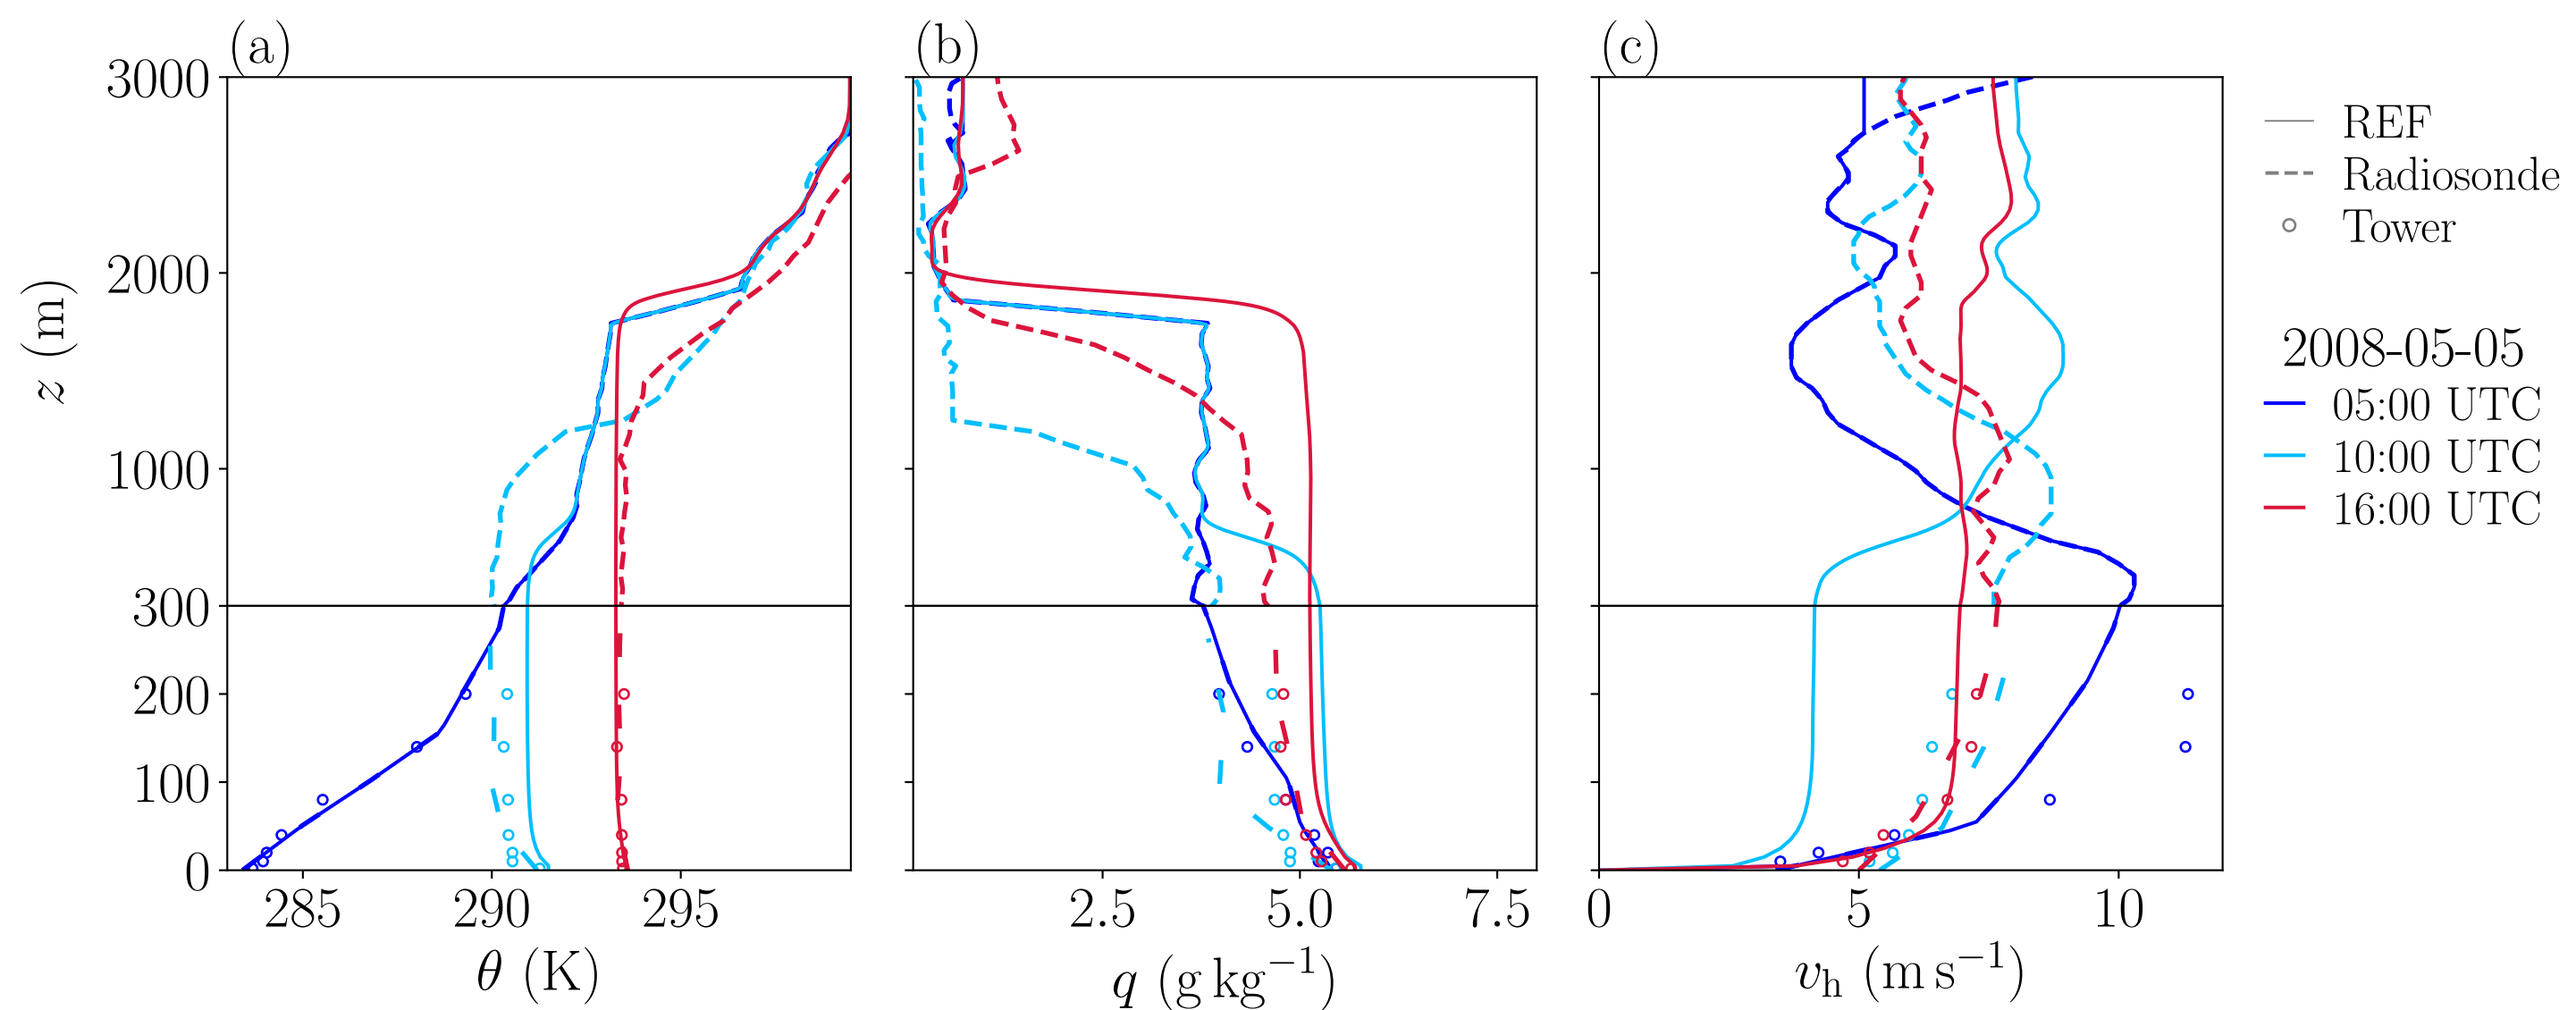 (a)
(b)
(c)
3000
2000
1000
300
200
100
0
z (m)
285 290 295
θ (K)
2.5 5.0 7.5
q (g kg⁻¹)
0 5 10
v_h (m s⁻¹)
REF
Radiosonde
Tower
2008-05-05
05:00 UTC
10:00 UTC
16:00 UTC